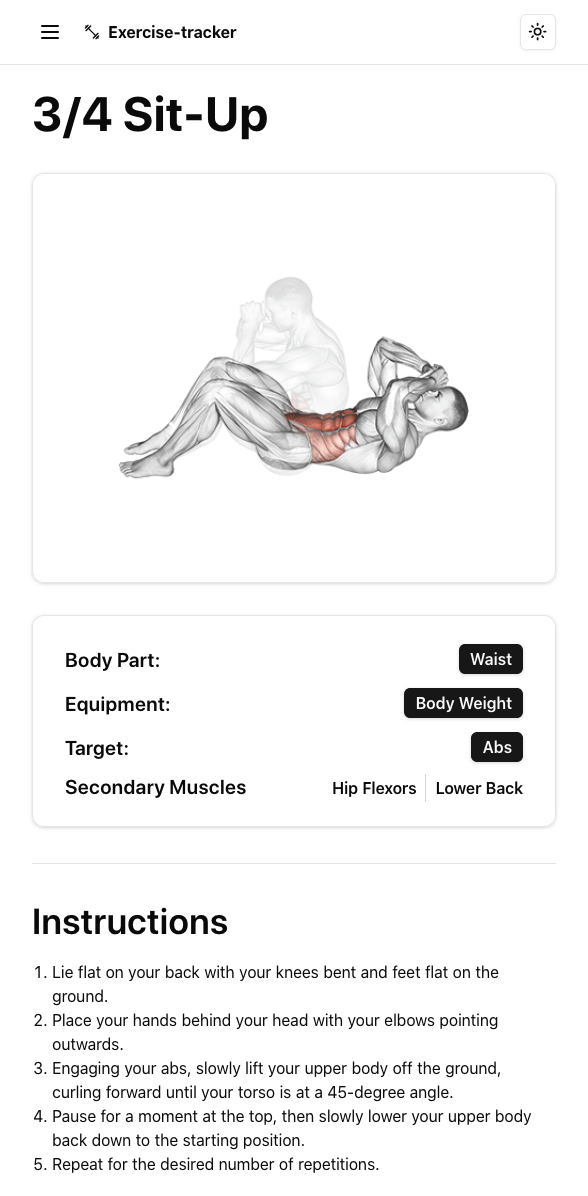 Exercise-tracker
3/4 Sit-Up
Body Part:
Waist
Equipment:
Body Weight
Target:
Abs
Secondary Muscles
Hip Flexors
Lower Back
Instructions
1. Lie flat on your back with your knees bent and feet flat on the
ground.
2. Place your hands behind your head with your elbows pointing
outwards.
3. Engaging your abs, slowly lift your upper body off the ground,
curling forward until your torso is at a 45-degree angle.
4. Pause for a moment at the top, then slowly lower your upper body
back down to the starting position.
5. Repeat for the desired number of repetitions.